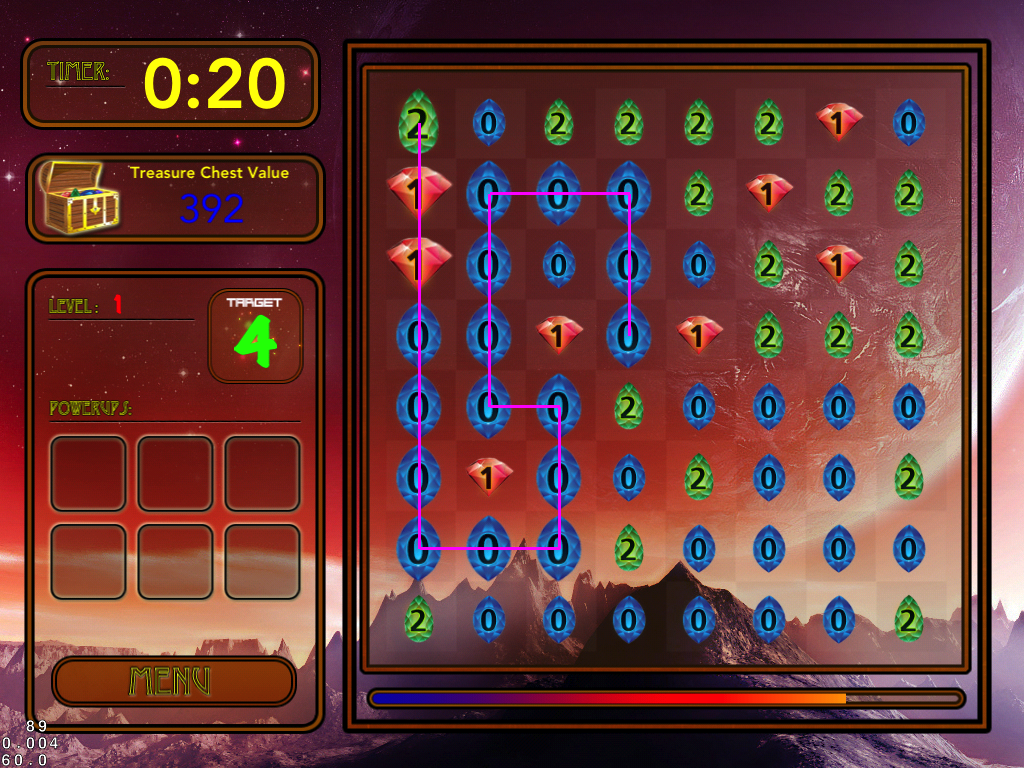 TIMER: 0:20
Treasure Chest Value
392
LEVEL: 1
TARGET
4
POWERUPS:
MENU
89
0.004
60.0
2 0 2 2 2 2 1 0
1 0 0 0 2 1 2 2
1 0 0 0 0 2 1 2
0 0 1 0 1 2 2 2
0 0 0 2 0 0 0 0
0 1 0 0 2 0 0 2
0 0 0 2 0 0 0 0
2 0 0 0 0 0 0 2